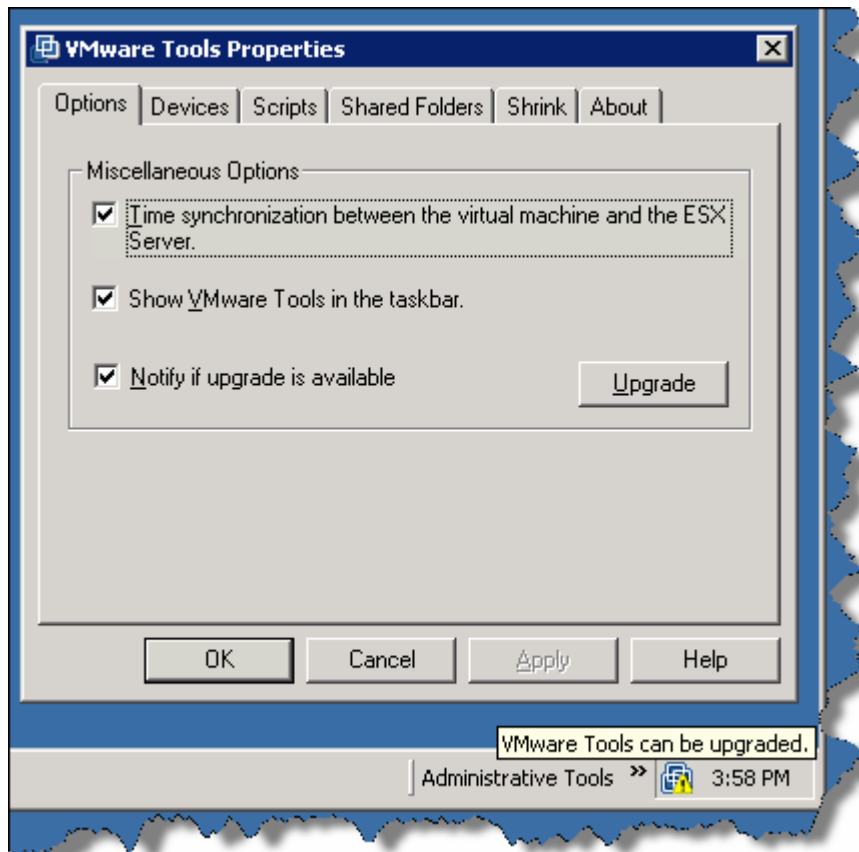 VMware Tools Properties
Options Devices Scripts Shared Folders Shrink About
Miscellaneous Options
Time synchronization between the virtual machine and the ESX
Server.
Show VMware Tools in the taskbar.
Notify if upgrade is available Upgrade
OK Cancel Apply Help
VMware Tools can be upgraded.
Administrative Tools » 3:58 PM